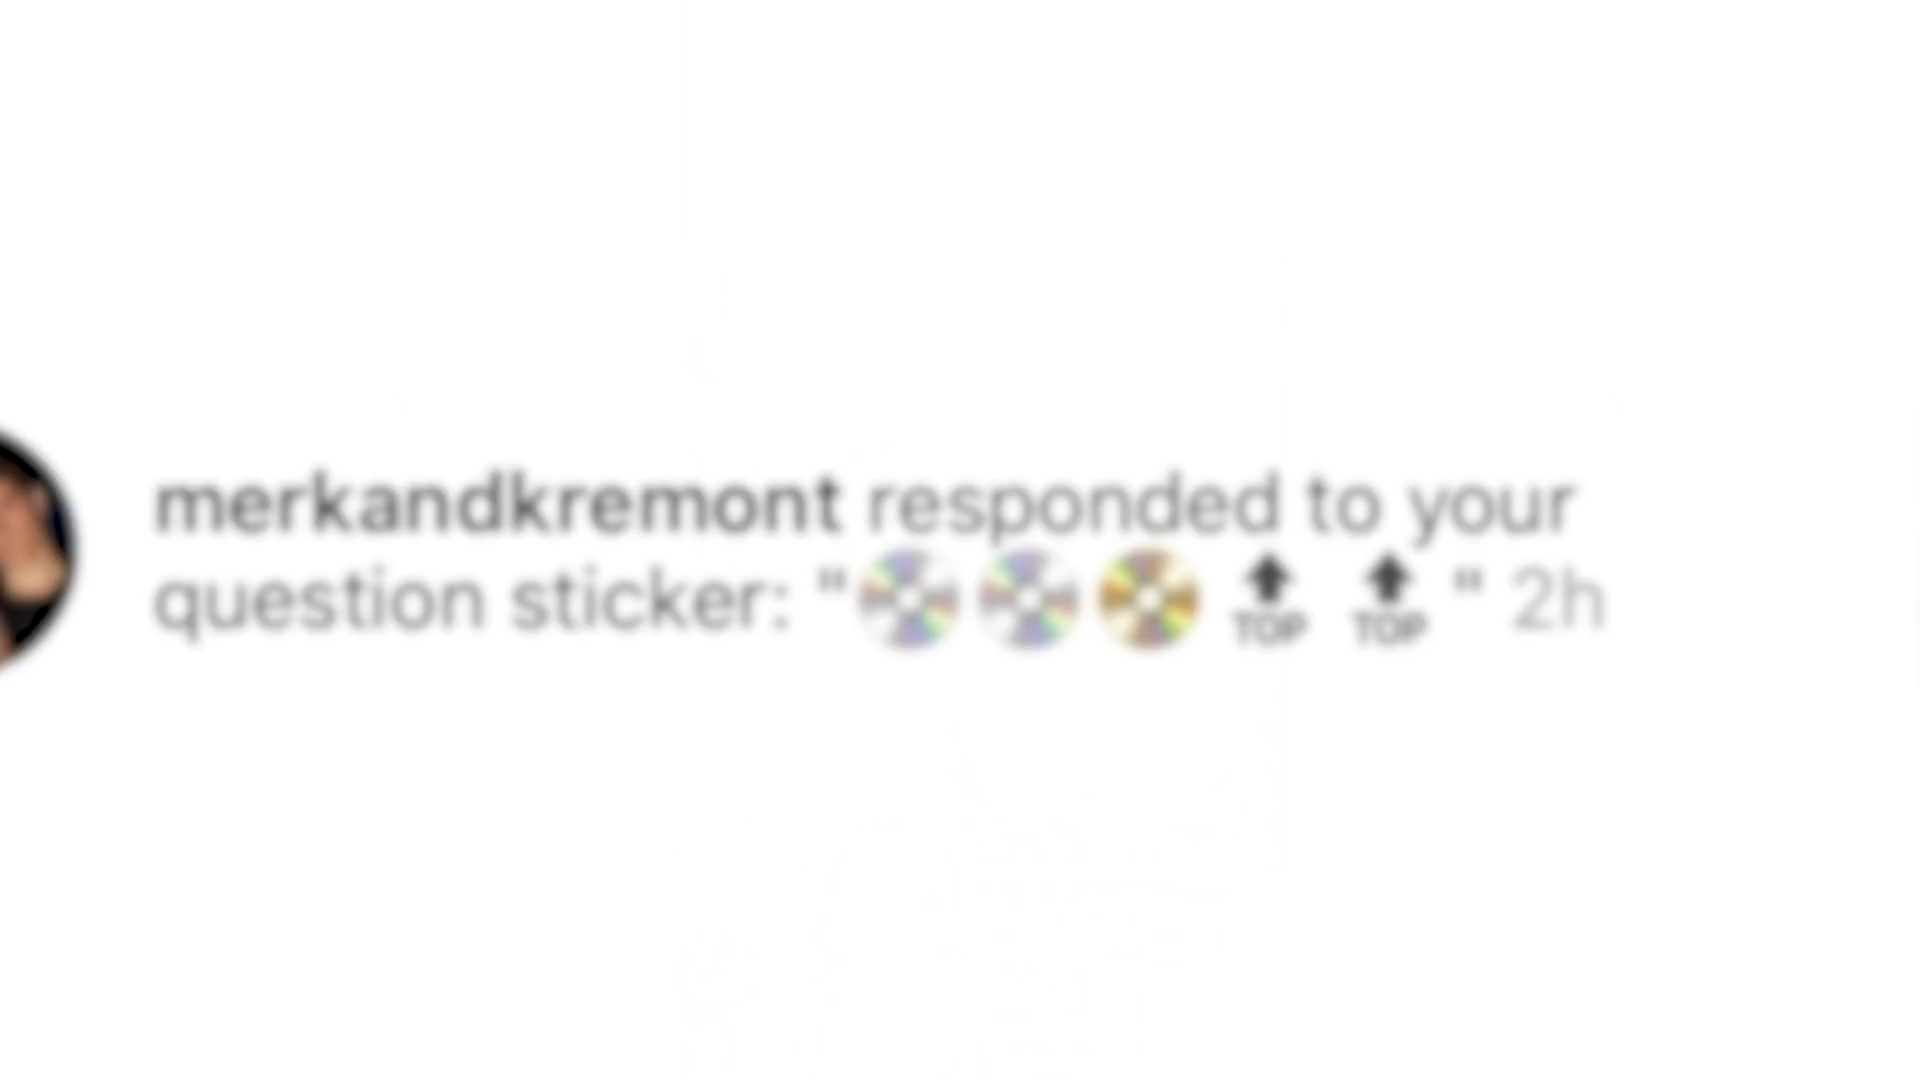 merkandkremont responded to your
question sticker: "💿💿📀🔝🔝" 2h